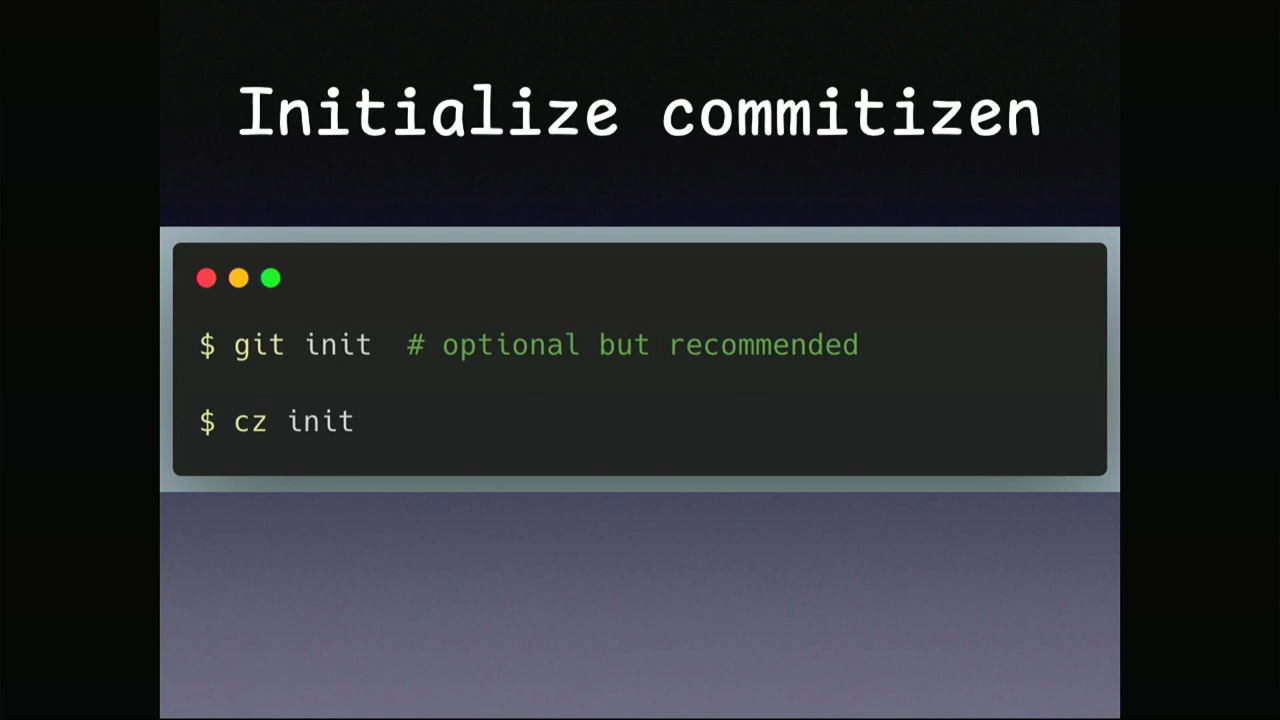 Initialize commitizen
$ git init  # optional but recommended
$ cz init